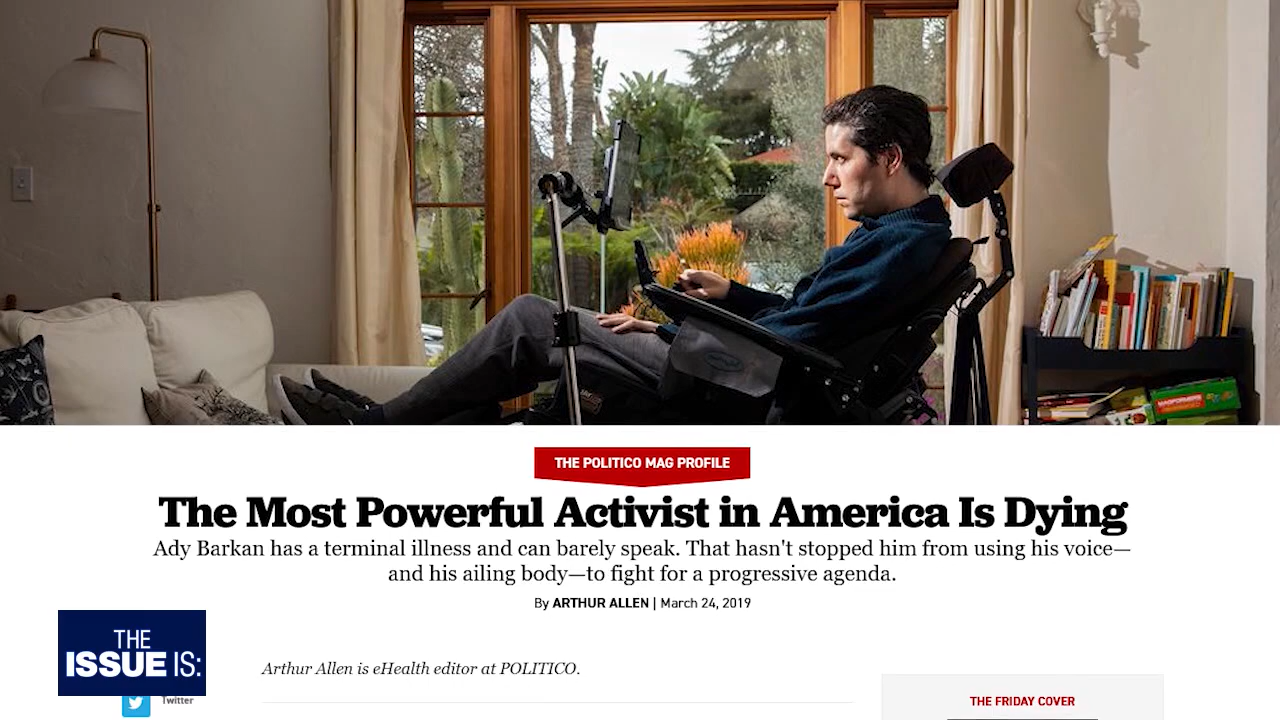 THE POLITICO MAG PROFILE
The Most Powerful Activist in America Is Dying
Ady Barkan has a terminal illness and can barely speak. That hasn't stopped him from using his voice—
and his ailing body—to fight for a progressive agenda.
By ARTHUR ALLEN | March 24, 2019
THE
ISSUE IS:
Arthur Allen is eHealth editor at POLITICO.
Twitter
THE FRIDAY COVER